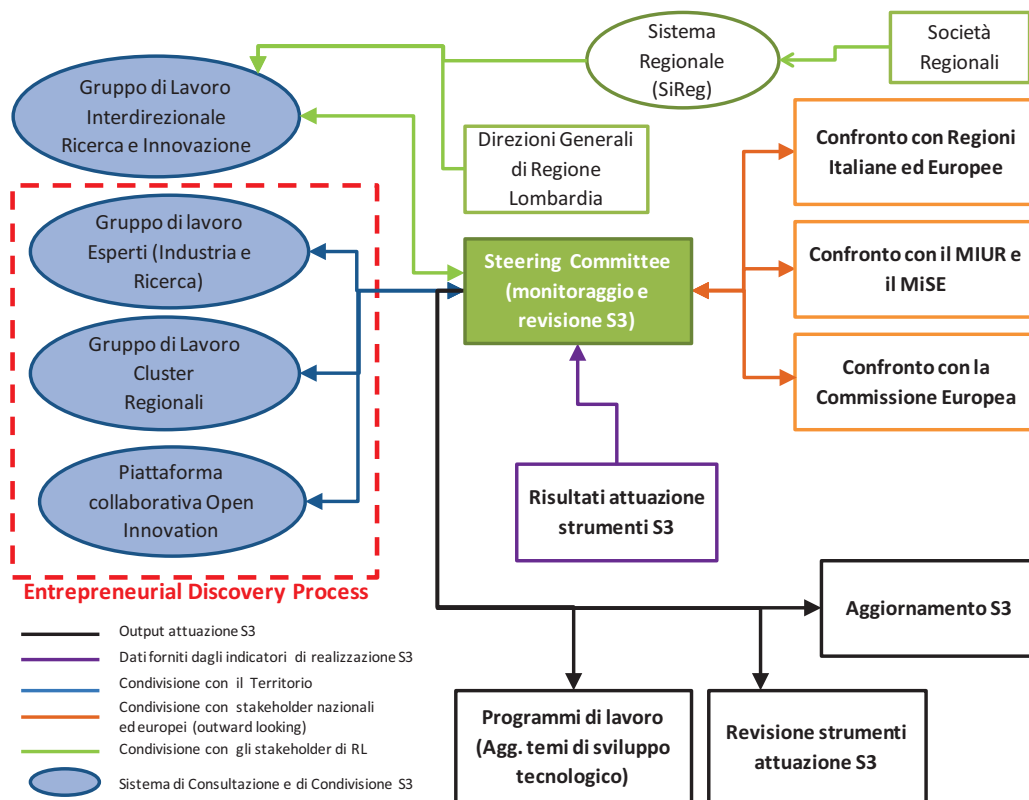 Gruppo di Lavoro
Interdirezionale
Ricerca e Innovazione
Sistema
Regionale
(SiReg)
Società
Regionali
Direzioni Generali
di Regione
Lombardia
Confronto con Regioni
Italiane ed Europee
Gruppo di lavoro
Esperti (Industria e
Ricerca)
Steering Committee
(monitoraggio e
revisione S3)
Confronto con il MIUR e
il MiSE
Gruppo di Lavoro
Cluster
Regionali
Confronto con la
Commissione Europea
Piattaforma
collaborativa Open
Innovation
Risultati attuazione
strumenti S3
Entrepreneurial Discovery Process
Aggiornamento S3
Programmi di lavoro
(Agg. temi di sviluppo
tecnologico)
Revisione strumenti
attuazione S3
Output attuazione S3
Dati forniti dagli indicatori di realizzazione S3
Condivisione con il Territorio
Condivisione con stakeholder nazionali
ed europei (outward looking)
Condivisione con gli stakeholder di RL
Sistema di Consultazione e di Condivisione S3